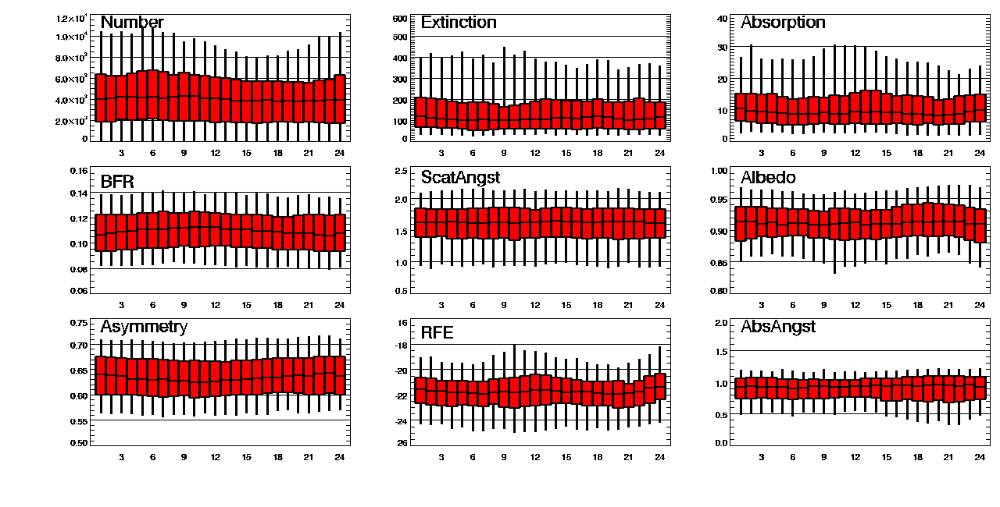 Number
1.2×10⁴
1.0×10⁴
8.0×10³
6.0×10³
4.0×10³
2.0×10³
0
3 6 9 12 15 18 21 24
Extinction
600
500
400
300
200
100
0
3 6 9 12 15 18 21 24
Absorption
40
30
20
10
0
3 6 9 12 15 18 21 24
BFR
0.16
0.14
0.12
0.10
0.08
0.06
3 6 9 12 15 18 21 24
ScatAngst
2.5
2.0
1.5
1.0
0.5
3 6 9 12 15 18 21 24
Albedo
1.00
0.95
0.90
0.85
0.80
3 6 9 12 15 18 21 24
Asymmetry
0.75
0.70
0.65
0.60
0.55
0.50
3 6 9 12 15 18 21 24
RFE
16
-18
-20
-22
-24
26
3 6 9 12 15 18 21 24
AbsAngst
2.0
1.5
1.0
0.5
0.0
3 6 9 12 15 18 21 24